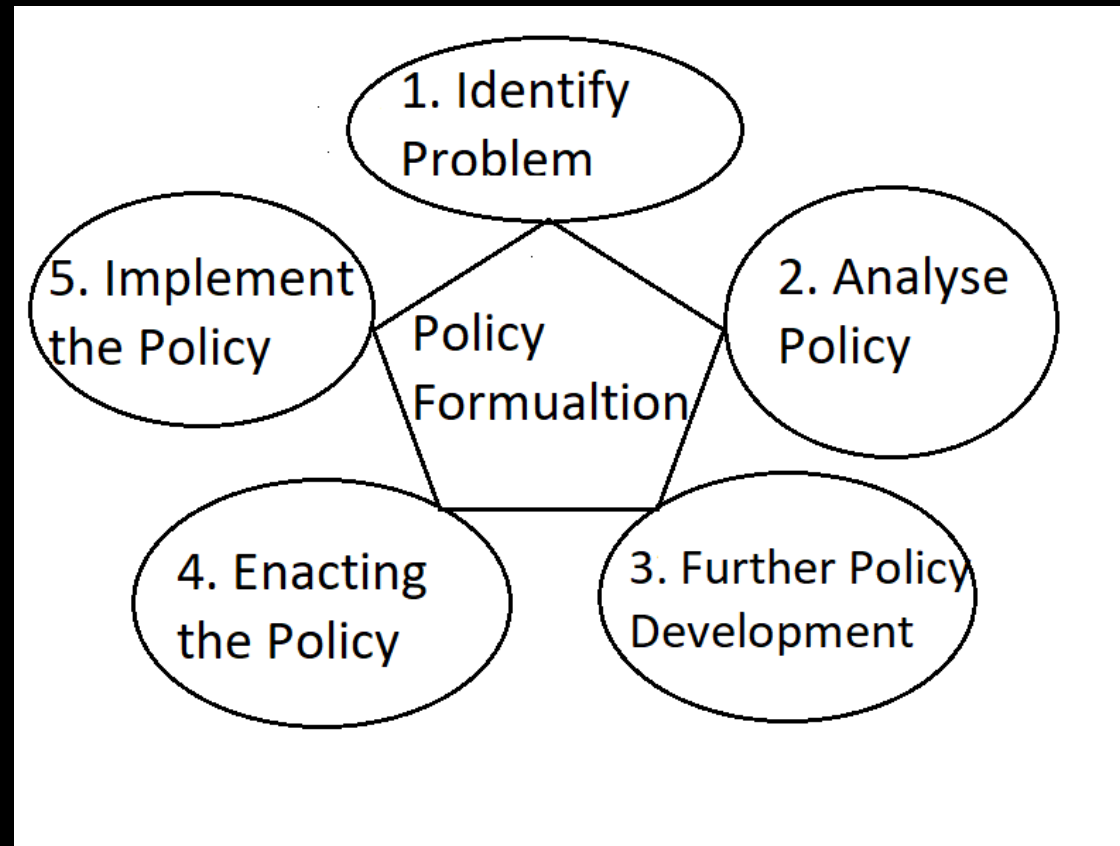 1. Identify
Problem
5. Implement
the Policy
Policy
Formualtion
2. Analyse
Policy
4. Enacting
the Policy
3. Further Policy
Development